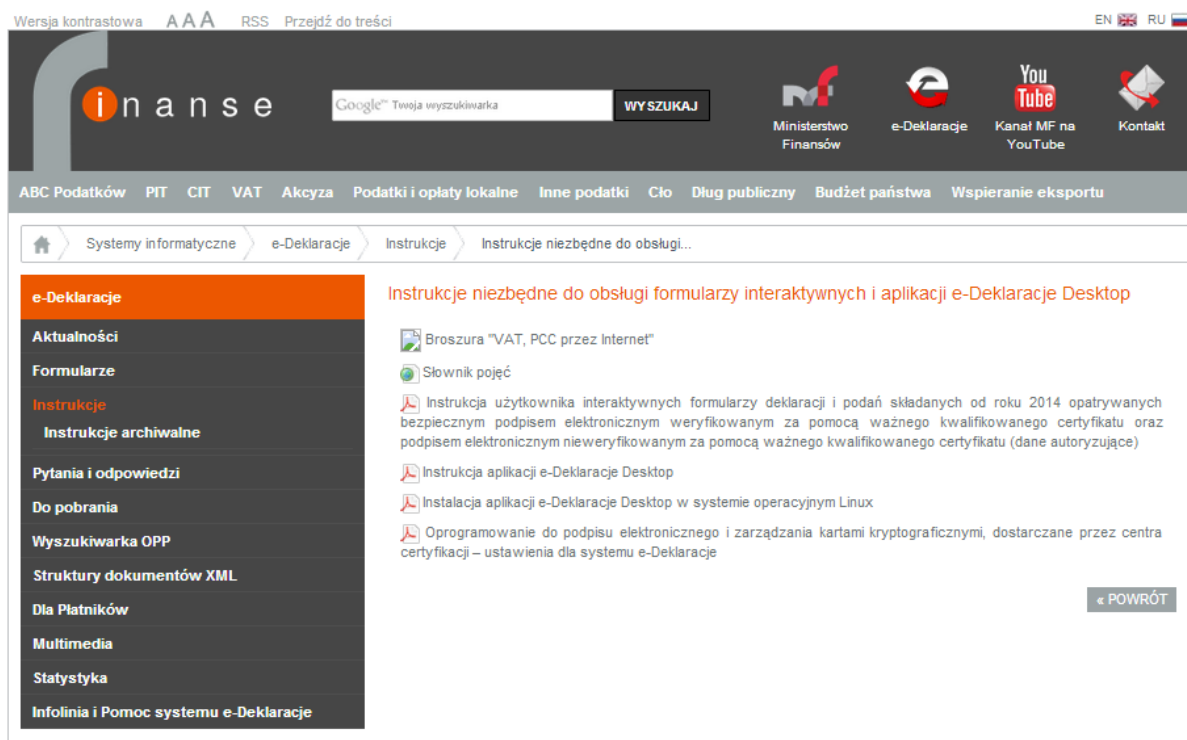 Wersja kontrastowa A A A RSS Przejdź do treści EN RU
inanse
Google™ Twoja wyszukiwarka WYSZUKAJ
Ministerstwo Finansów
e-Deklaracje
You Tube
Kanał MF na YouTube
Kontakt
ABC Podatków PIT CIT VAT Akcyza Podatki i opłaty lokalne Inne podatki Cło Dług publiczny Budżet państwa Wspieranie eksportu
Systemy informatyczne e-Deklaracje Instrukcje Instrukcje niezbędne do obsługi...
e-Deklaracje
Aktualności
Formularze
Instrukcje
Instrukcje archiwalne
Pytania i odpowiedzi
Do pobrania
Wyszukiwarka OPP
Struktury dokumentów XML
Dla Płatników
Multimedia
Statystyka
Infolinia i Pomoc systemu e-Deklaracje
Instrukcje niezbędne do obsługi formularzy interaktywnych i aplikacji e-Deklaracje Desktop
Broszura "VAT, PCC przez Internet"
Słownik pojęć
Instrukcja użytkownika interaktywnych formularzy deklaracji i podań składanych od roku 2014 opatrywanych
bezpiecznym podpisem elektronicznym weryfikowanym za pomocą ważnego kwalifikowanego certyfikatu oraz
podpisem elektronicznym nieweryfikowanym za pomocą ważnego kwalifikowanego certyfikatu (dane autoryzujące)
Instrukcja aplikacji e-Deklaracje Desktop
Instalacja aplikacji e-Deklaracje Desktop w systemie operacyjnym Linux
Oprogramowanie do podpisu elektronicznego i zarządzania kartami kryptograficznymi, dostarczane przez centra
certyfikacji – ustawienia dla systemu e-Deklaracje
« POWRÓT